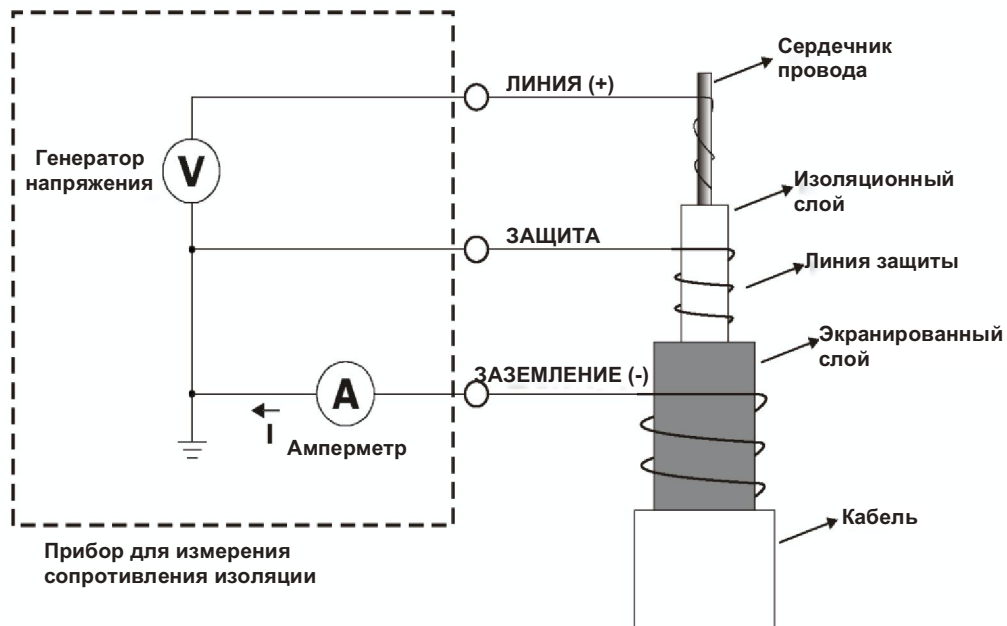 Сердечник
провода
ЛИНИЯ (+)
Генератор
напряжения
V
Изоляционный
слой
ЗАЩИТА
Линия защиты
Экранированный
слой
ЗАЗЕМЛЕНИЕ (-)
A
I
Амперметр
Кабель
Прибор для измерения
сопротивления изоляции